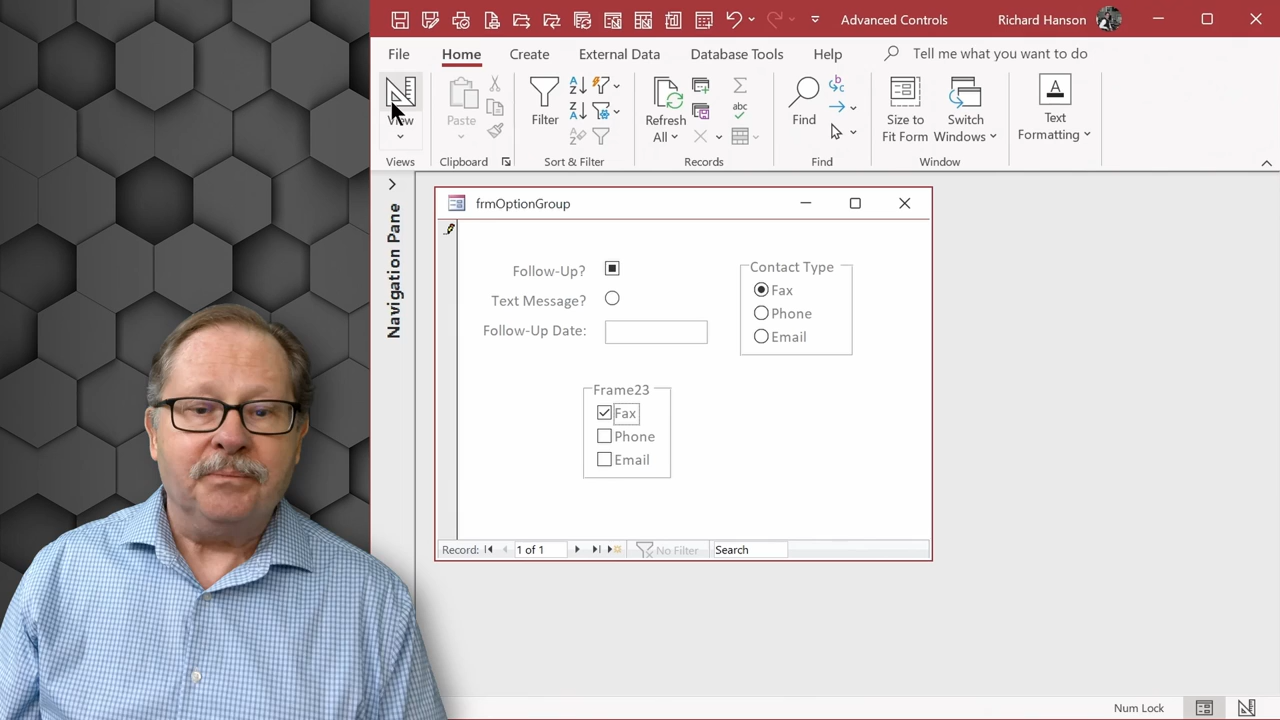 Advanced Controls
Richard Hanson
File
Home
Create
External Data
Database Tools
Help
Tell me what you want to do
View
Paste
Filter
Refresh
All
abc
Find
b
c
Size to
Fit Form
Switch
Windows
A
Text
Formatting
Views
Clipboard
Sort & Filter
Records
Find
Window
Navigation Pane
frmOptionGroup
Follow-Up?
Text Message?
Follow-Up Date:
Contact Type
Fax
Phone
Email
Frame23
Fax
Phone
Email
Record:
1 of 1
No Filter
Search
Num Lock